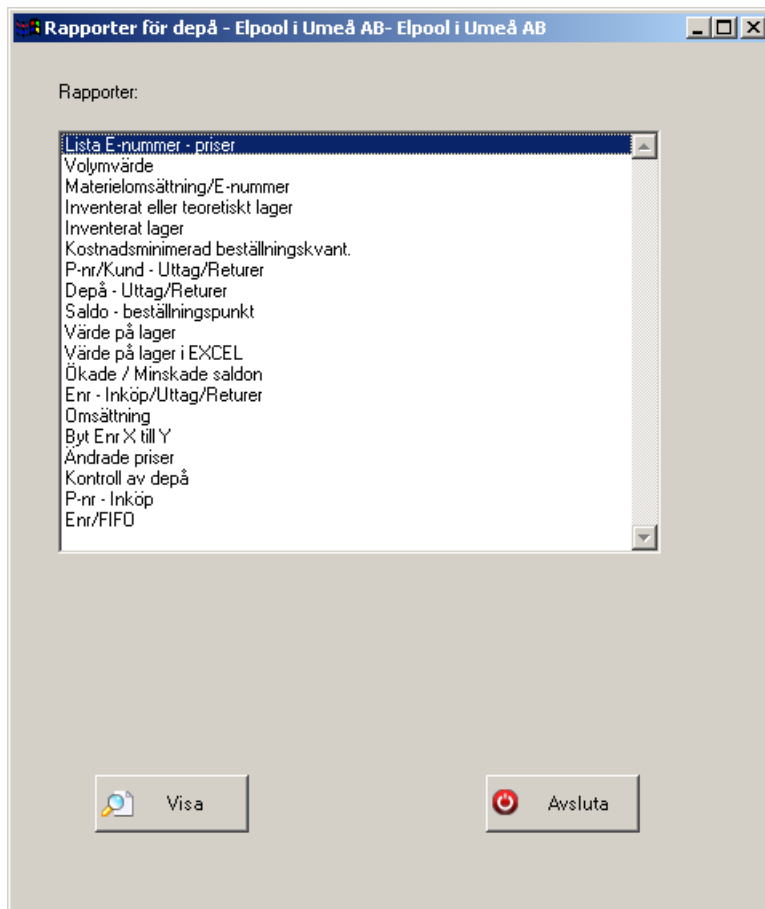 Rapporter för depå - Elpool i Umeå AB- Elpool i Umeå AB
Rapporter:
Lista E-nummer - priser
Volymvärde
Materielomsättning/E-nummer
Inventerat eller teoretiskt lager
Inventerat lager
Kostnadsminimerad beställningskvant.
P-nr/Kund - Uttag/Returer
Depå - Uttag/Returer
Saldo - beställningspunkt
Värde på lager
Värde på lager i EXCEL
Ökade / Minskade saldon
Enr - Inköp/Uttag/Returer
Omsättning
Byt Enr X till Y
Ändrade priser
Kontroll av depå
P-nr - Inköp
Enr/FIFO
Visa
Avsluta